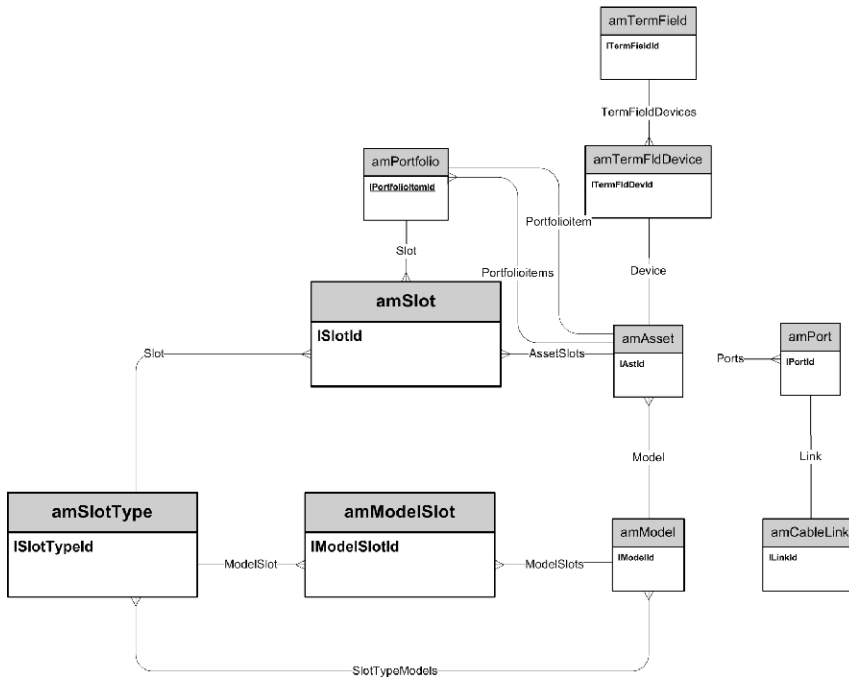 amTermField
lTermFieldId
TermFieldDevices
amPortfolio
lPortfolioItemId
amTermFldDevice
lTermFldDevId
Portfolioitem
Slot
Portfolioitems
Device
amSlot
lSlotId
amAsset
lAstId
amPort
lPortId
Slot
AssetSlots
Ports
Model
Link
amSlotType
lSlotTypeId
amModelSlot
lModelSlotId
amModel
lModelId
amCableLink
lLinkId
ModelSlot
ModelSlots
SlotTypeModels